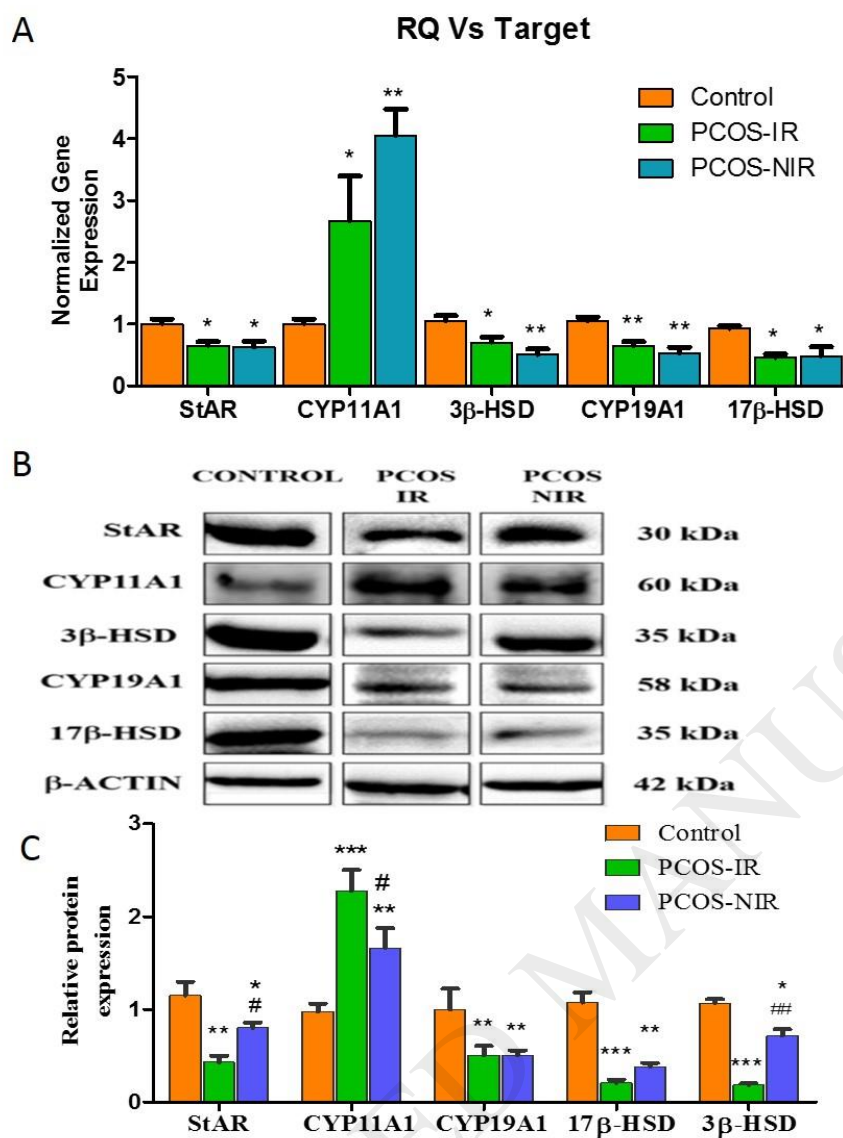 A
RQ Vs Target
Normalized Gene
Expression
5
4
3
2
1
0
Control
PCOS-IR
PCOS-NIR
* * * ** * ** ** ** * *
StAR CYP11A1 3β-HSD CYP19A1 17β-HSD
B
CONTROL PCOS IR PCOS NIR
StAR 30 kDa
CYP11A1 60 kDa
3β-HSD 35 kDa
CYP19A1 58 kDa
17β-HSD 35 kDa
β-ACTIN 42 kDa
C
Relative protein
expression
3
2
1
0
Control
PCOS-IR
PCOS-NIR
** * # *** # ** ** ** *** ** *** * ##
StAR CYP11A1 CYP19A1 17β-HSD 3β-HSD
ED MANUS